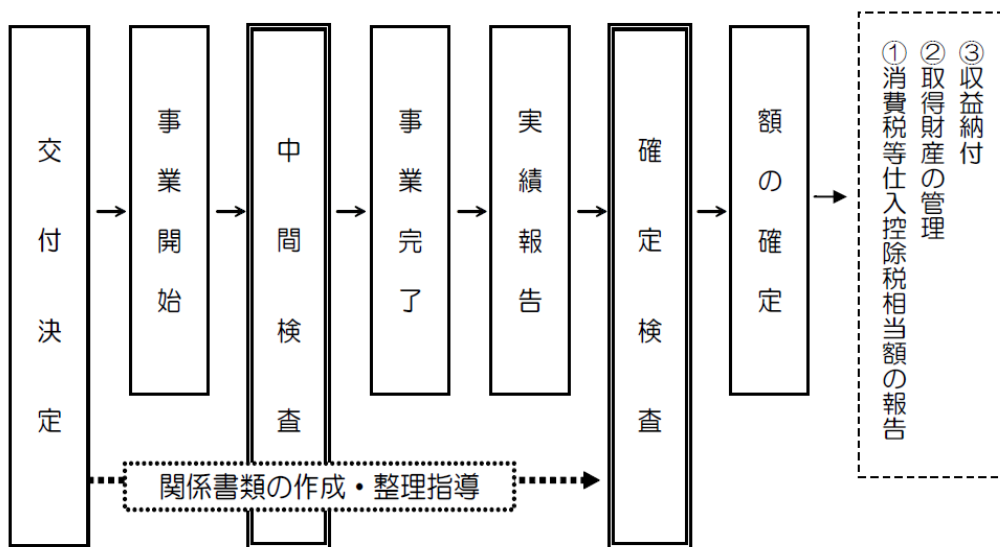 交付決定
事業開始
中間検査
事業完了
実績報告
確定検査
額の確定
③収益納付
②取得財産の管理
①消費税等仕入控除税相当額の報告
関係書類の作成・整理指導